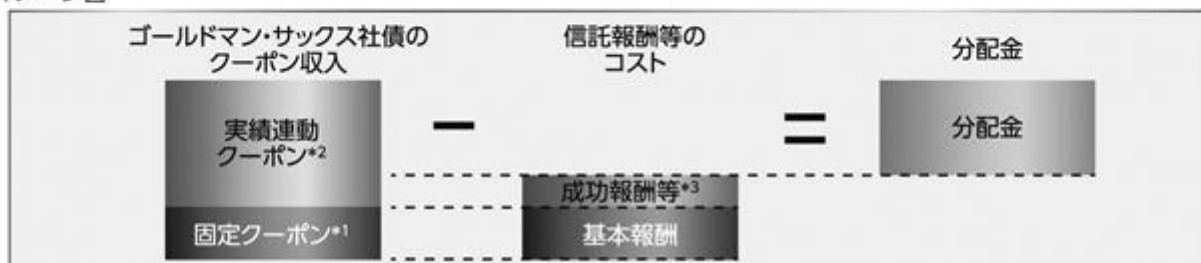 ゴールドマン・サックス社債の
クーポン収入
信託報酬等の
コスト
分配金
実績連動
クーポン*2
ー
＝
分配金
成功報酬等*3
固定クーポン*1
基本報酬